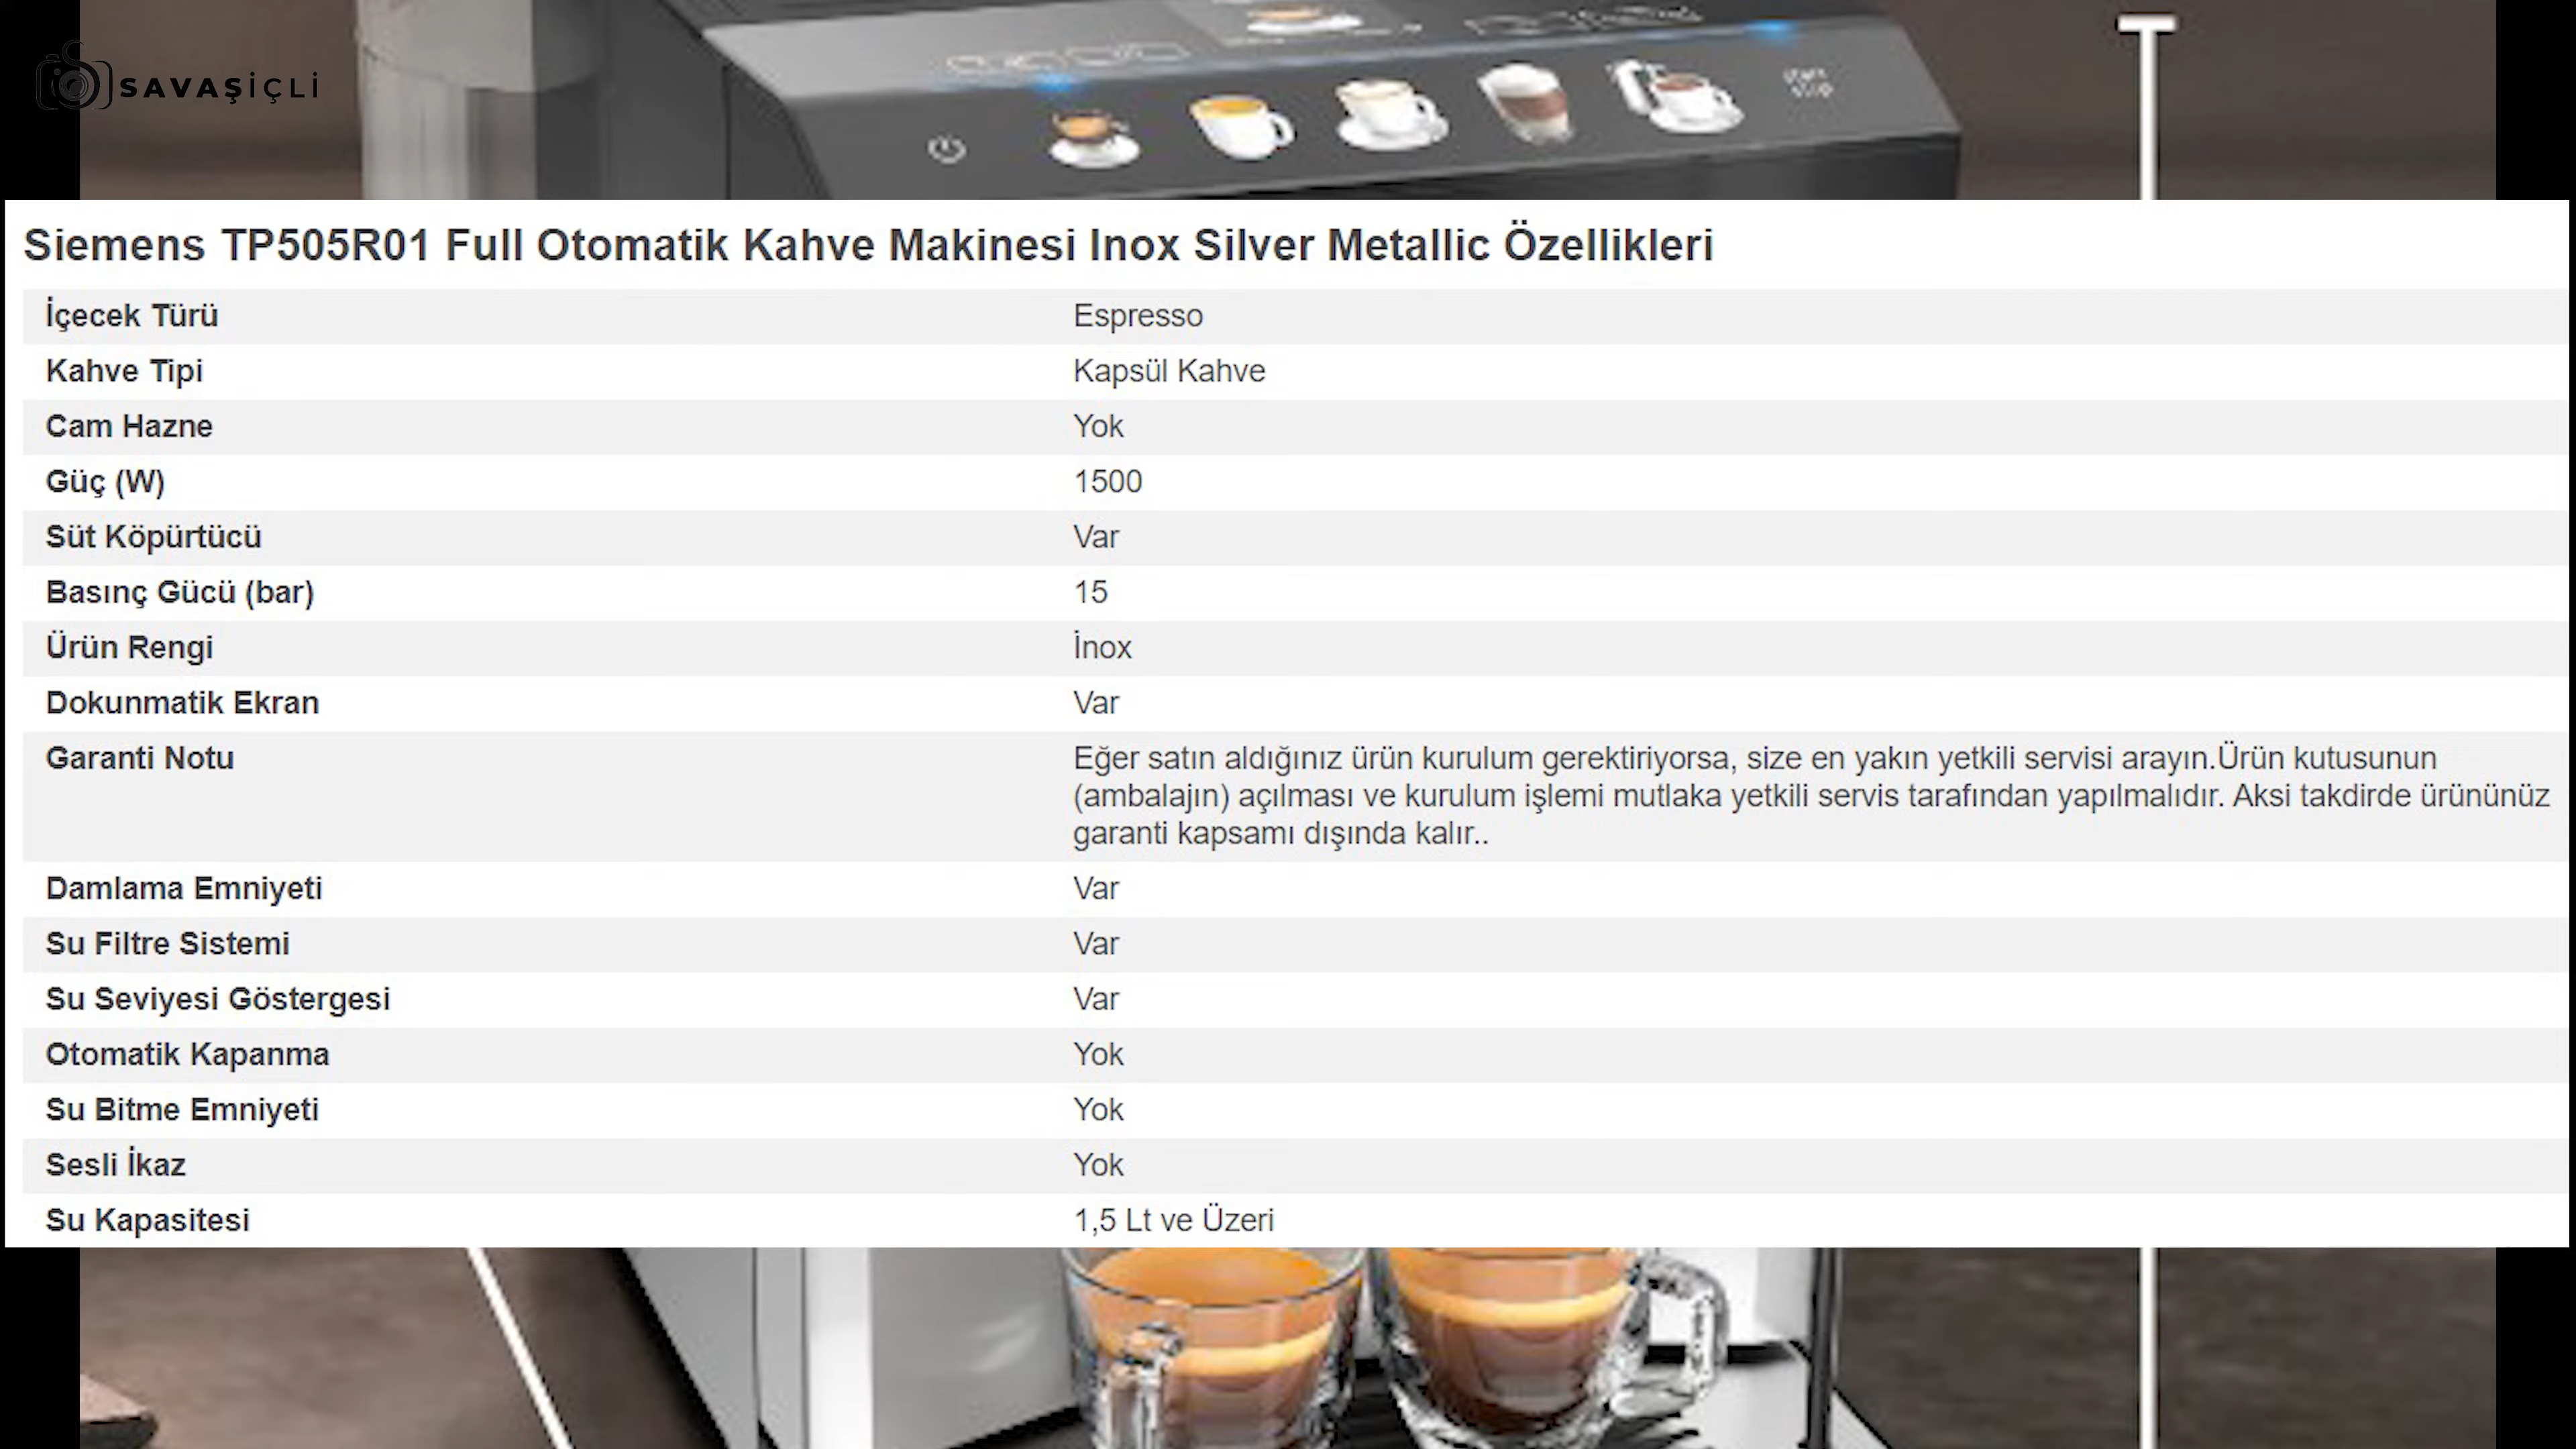 SAVAŞİÇLİ
Siemens TP505R01 Full Otomatik Kahve Makinesi Inox Silver Metallic Özellikleri
İçecek Türü Espresso
Kahve Tipi Kapsül Kahve
Cam Hazne Yok
Güç (W) 1500
Süt Köpürtücü Var
Basınç Gücü (bar) 15
Ürün Rengi İnox
Dokunmatik Ekran Var
Garanti Notu Eğer satın aldığınız ürün kurulum gerektiriyorsa, size en yakın yetkili servisi arayın.Ürün kutusunun
(ambalajın) açılması ve kurulum işlemi mutlaka yetkili servis tarafından yapılmalıdır. Aksi takdirde ürününüz
garanti kapsamı dışında kalır..
Damlama Emniyeti Var
Su Filtre Sistemi Var
Su Seviyesi Göstergesi Var
Otomatik Kapanma Yok
Su Bitme Emniyeti Yok
Sesli İkaz Yok
Su Kapasitesi 1,5 Lt ve Üzeri